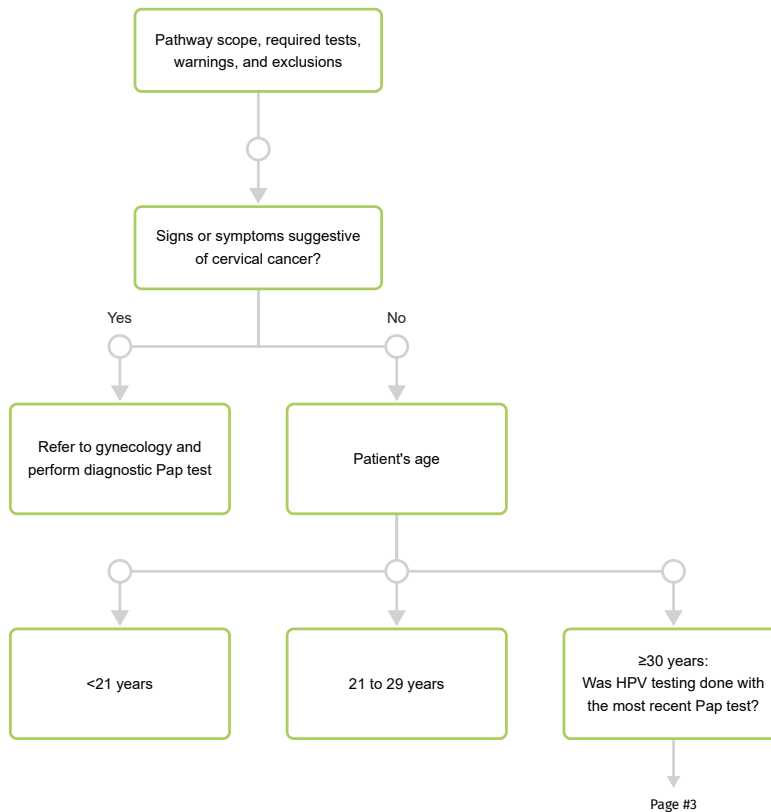 Pathway scope, required tests,
warnings, and exclusions
Signs or symptoms suggestive
of cervical cancer?
Yes
No
Refer to gynecology and
perform diagnostic Pap test
Patient's age
<21 years
21 to 29 years
≥30 years:
Was HPV testing done with
the most recent Pap test?
Page #3